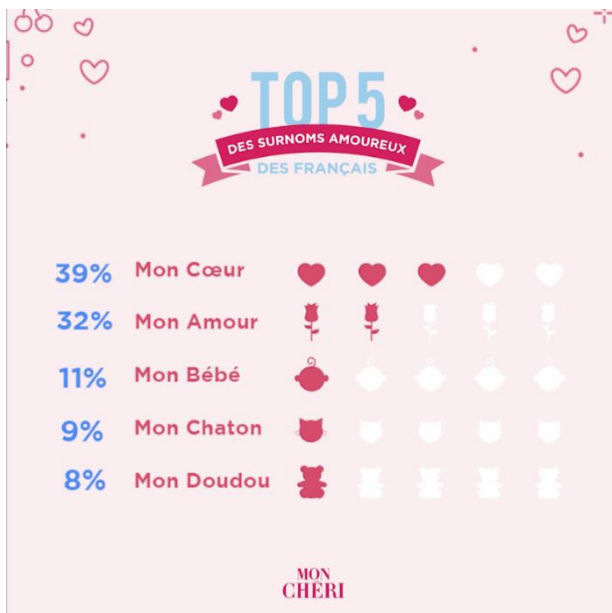 TOP 5
DES SURNOMS AMOUREUX
DES FRANÇAIS
39% Mon Cœur
32% Mon Amour
11% Mon Bébé
9% Mon Chaton
8% Mon Doudou
MON
CHÉRI